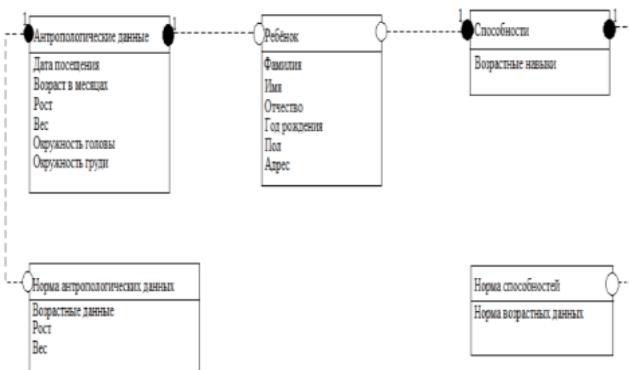 1
1
Антропологические данные
Дата посещения
Возраст в месяцах
Рост
Вес
Окружность головы
Окружность груди
Ребёнок
Фамилия
Имя
Отчество
Год рождения
Пол
Адрес
1
1
Способности
Возрастные навыки
Норма антропологических данных
Возрастные данные
Рост
Вес
Норма способностей
Норма возрастных данных